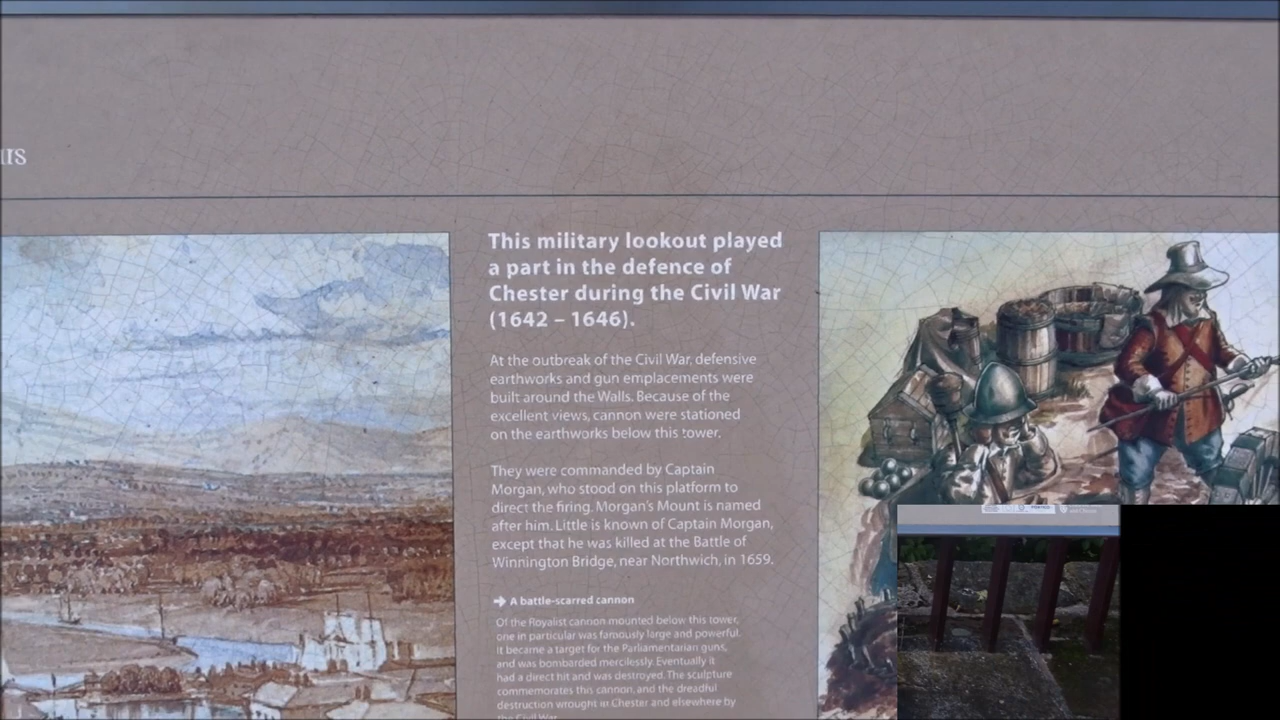 This military lookout played
a part in the defence of
Chester during the Civil War
(1642 – 1646).
At the outbreak of the Civil War, defensive
earthworks and gun emplacements were
built around the Walls. Because of the
excellent views, cannon were stationed
on the earthworks below this tower.
They were commanded by Captain
Morgan, who stood on this platform to
direct the firing. Morgan's Mount is named
after him. Little is known of Captain Morgan,
except that he was killed at the Battle of
Winnington Bridge, near Northwich, in 1659.
A battle-scarred cannon
Of the Royalist cannon mounted below this tower,
one in particular was famously large and powerful.
It became a target for the Parliamentarian guns,
and was bombarded mercilessly. Eventually it
had a direct hit and was destroyed. The sculpture
commemorates this cannon, and the dreadful
destruction wrought in Chester and elsewhere by
the Civil War.